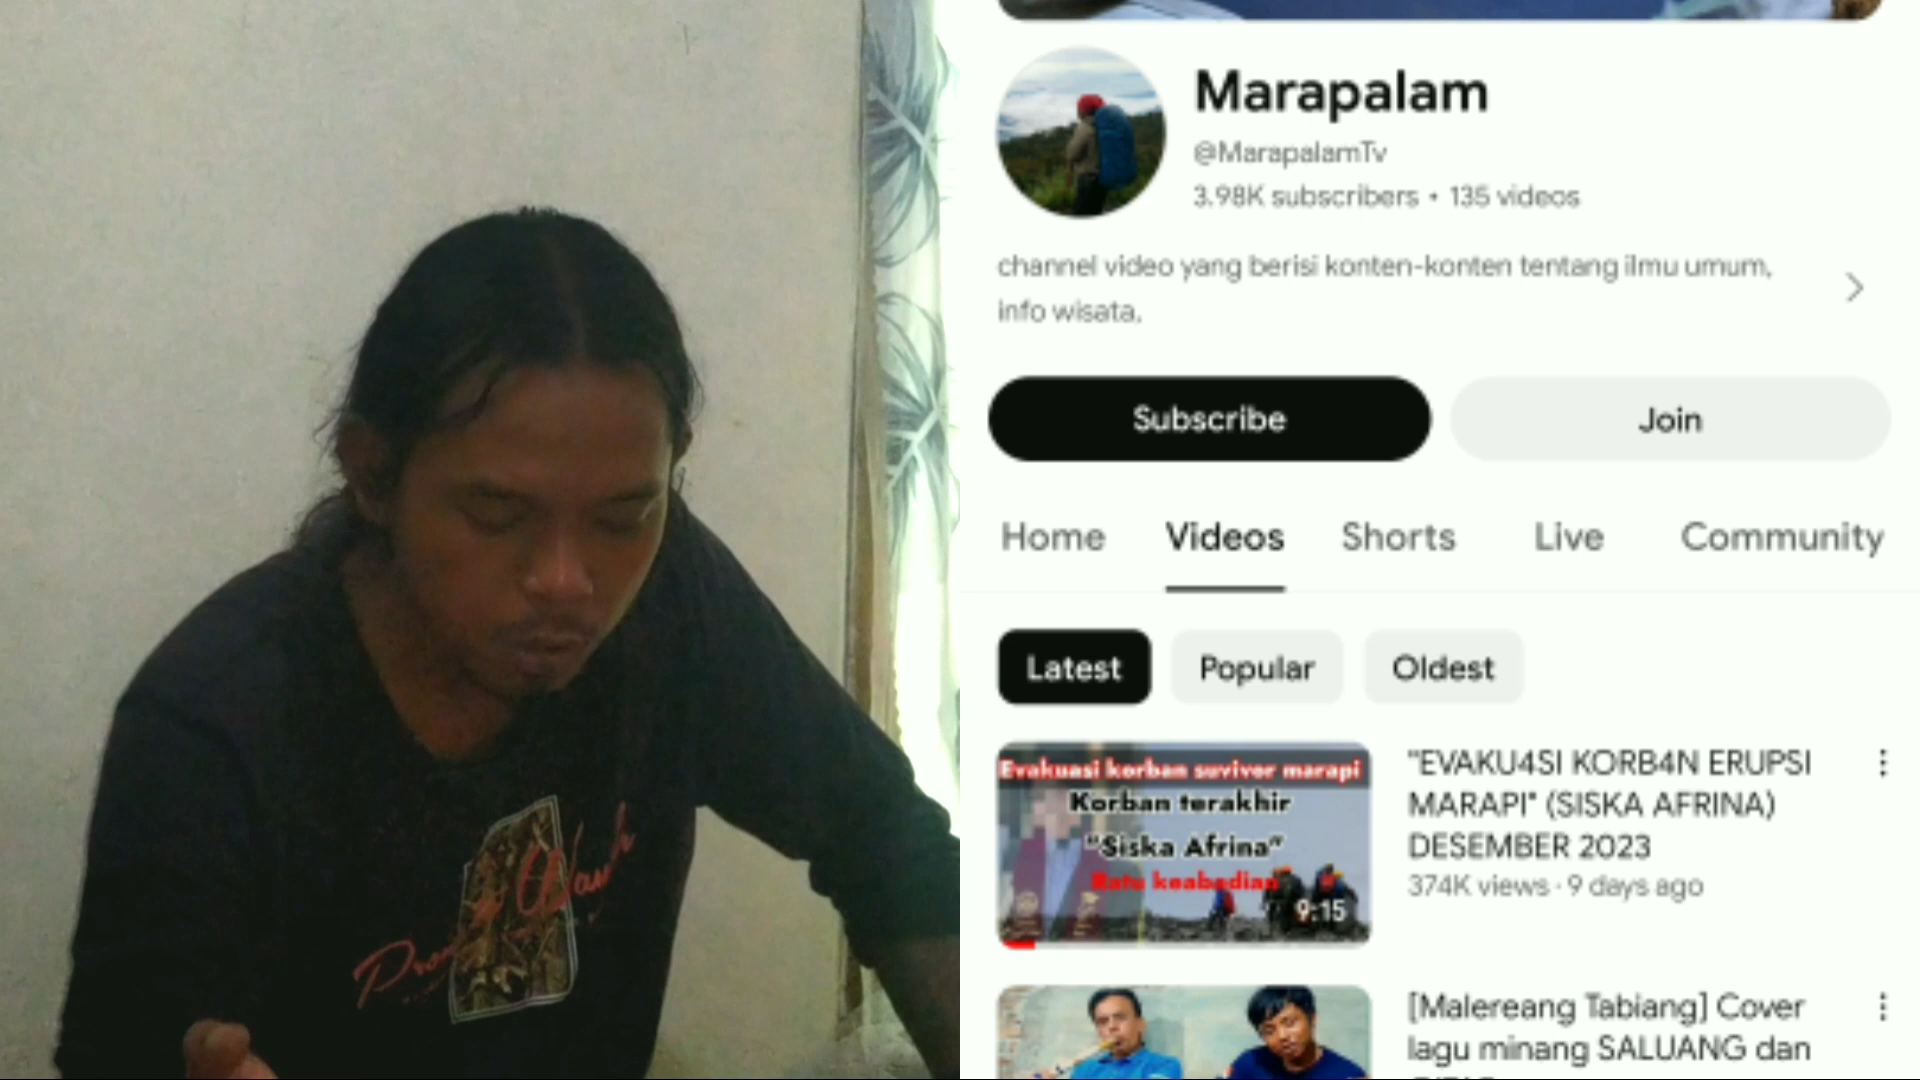 Marapalam
@MarapalamTv
3.98K subscribers • 135 videos
channel video yang berisi konten-konten tentang ilmu umum,
info wisata,
Subscribe
Join
Home
Videos
Shorts
Live
Community
Latest
Popular
Oldest
Evakuasi korban suvivor marapi
Korban terakhir
"Siska Afrina"
Ratu keabadian
9:15
"EVAKU4SI KORB4N ERUPSI
MARAPI" (SISKA AFRINA)
DESEMBER 2023
374K views · 9 days ago
[Malereang Tabiang] Cover
lagu minang SALUANG dan